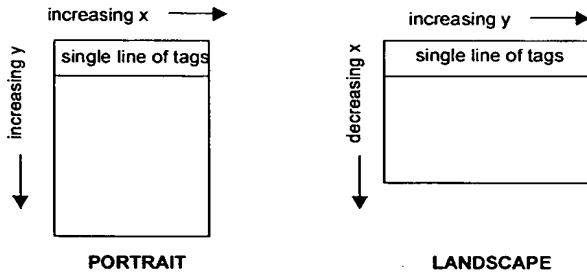 increasing x
single line of tags
increasing y
PORTRAIT
increasing y
single line of tags
decreasing x
LANDSCAPE